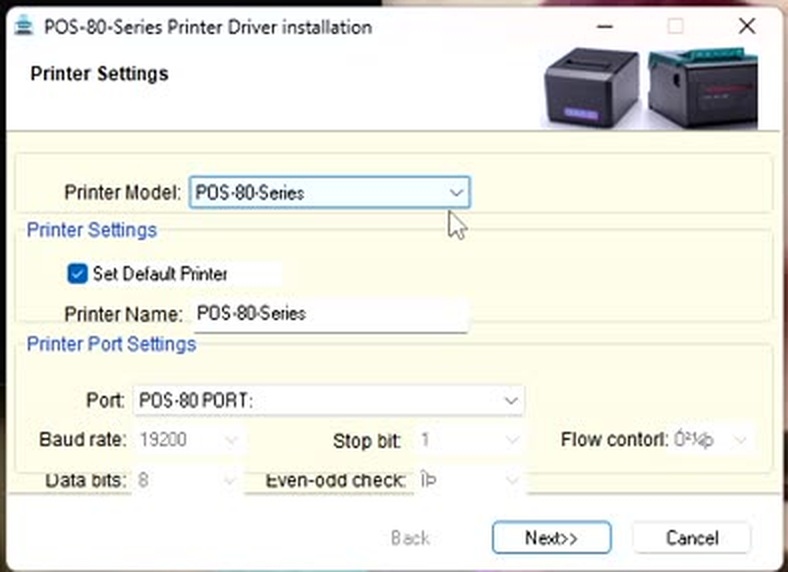 POS-80-Series Printer Driver installation
Printer Settings
Printer Model: POS-80-Series
Printer Settings
Set Default Printer
Printer Name: POS-80-Series
Printer Port Settings
Port: POS-80 PORT:
Baud rate: 19200 Stop bit: 1 Flow contorl:
Data bits: 8 Even-odd check: ÎÞ
Back Next>> Cancel